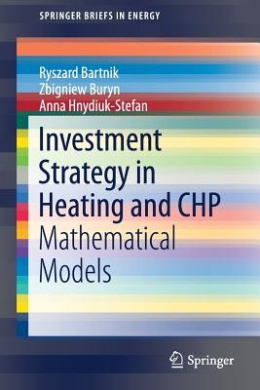 SPRINGER BRIEFS IN ENERGY
Ryszard Bartnik
Zbigniew Buryn
Anna Hnydiuk-Stefan
Investment
Strategy in
Heating and CHP
Mathematical
Models
Springer